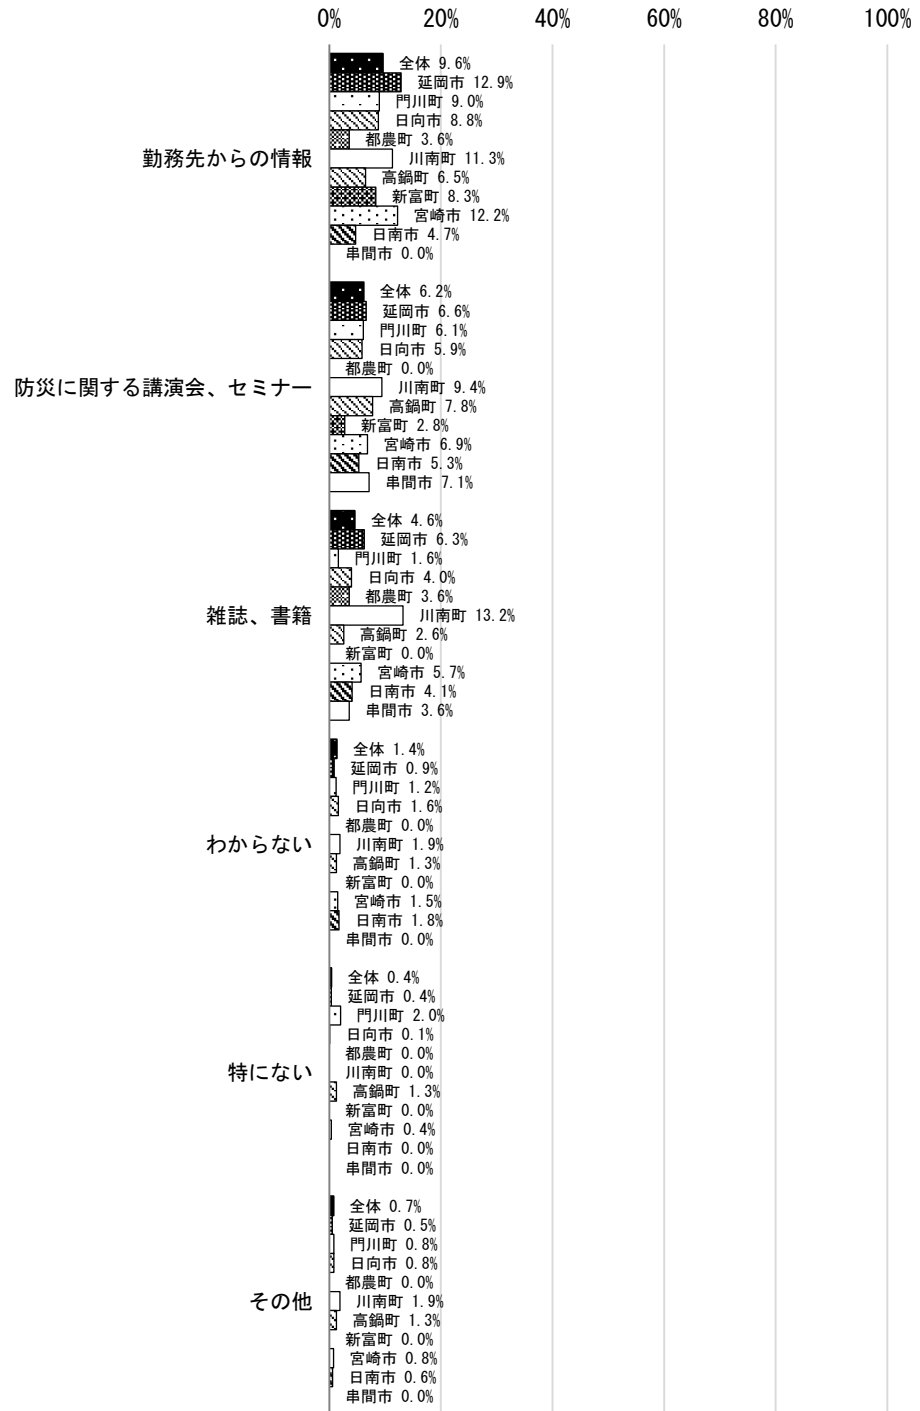 0% 20% 40% 60% 80% 100%
勤務先からの情報
全体 9.6%
延岡市 12.9%
門川町 9.0%
日向市 8.8%
都農町 3.6%
川南町 11.3%
高鍋町 6.5%
新富町 8.3%
宮崎市 12.2%
日南市 4.7%
串間市 0.0%
防災に関する講演会、セミナー
全体 6.2%
延岡市 6.6%
門川町 6.1%
日向市 5.9%
都農町 0.0%
川南町 9.4%
高鍋町 7.8%
新富町 2.8%
宮崎市 6.9%
日南市 5.3%
串間市 7.1%
雑誌、書籍
全体 4.6%
延岡市 6.3%
門川町 1.6%
日向市 4.0%
都農町 3.6%
川南町 13.2%
高鍋町 2.6%
新富町 0.0%
宮崎市 5.7%
日南市 4.1%
串間市 3.6%
わからない
全体 1.4%
延岡市 0.9%
門川町 1.2%
日向市 1.6%
都農町 0.0%
川南町 1.9%
高鍋町 1.3%
新富町 0.0%
宮崎市 1.5%
日南市 1.8%
串間市 0.0%
特にない
全体 0.4%
延岡市 0.4%
門川町 2.0%
日向市 0.1%
都農町 0.0%
川南町 0.0%
高鍋町 1.3%
新富町 0.0%
宮崎市 0.4%
日南市 0.0%
串間市 0.0%
その他
全体 0.7%
延岡市 0.5%
門川町 0.8%
日向市 0.8%
都農町 0.0%
川南町 1.9%
高鍋町 1.3%
新富町 0.0%
宮崎市 0.8%
日南市 0.6%
串間市 0.0%